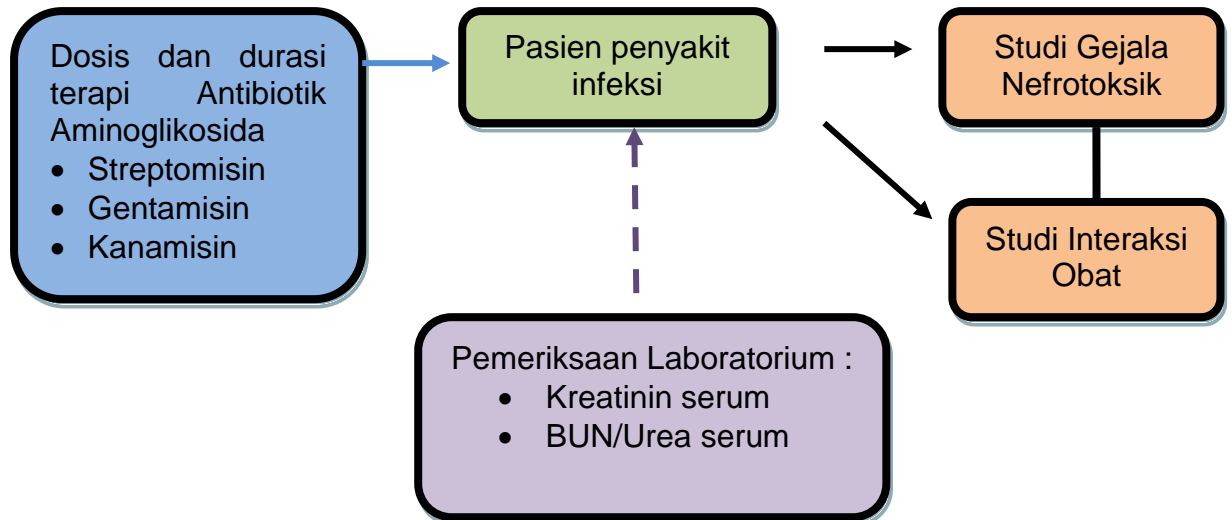 Dosis dan durasi
terapi Antibiotik
Aminoglikosida
• Streptomisin
• Gentamisin
• Kanamisin
Pasien penyakit
infeksi
Studi Gejala
Nefrotoksik
Studi Interaksi
Obat
Pemeriksaan Laboratorium :
• Kreatinin serum
• BUN/Urea serum